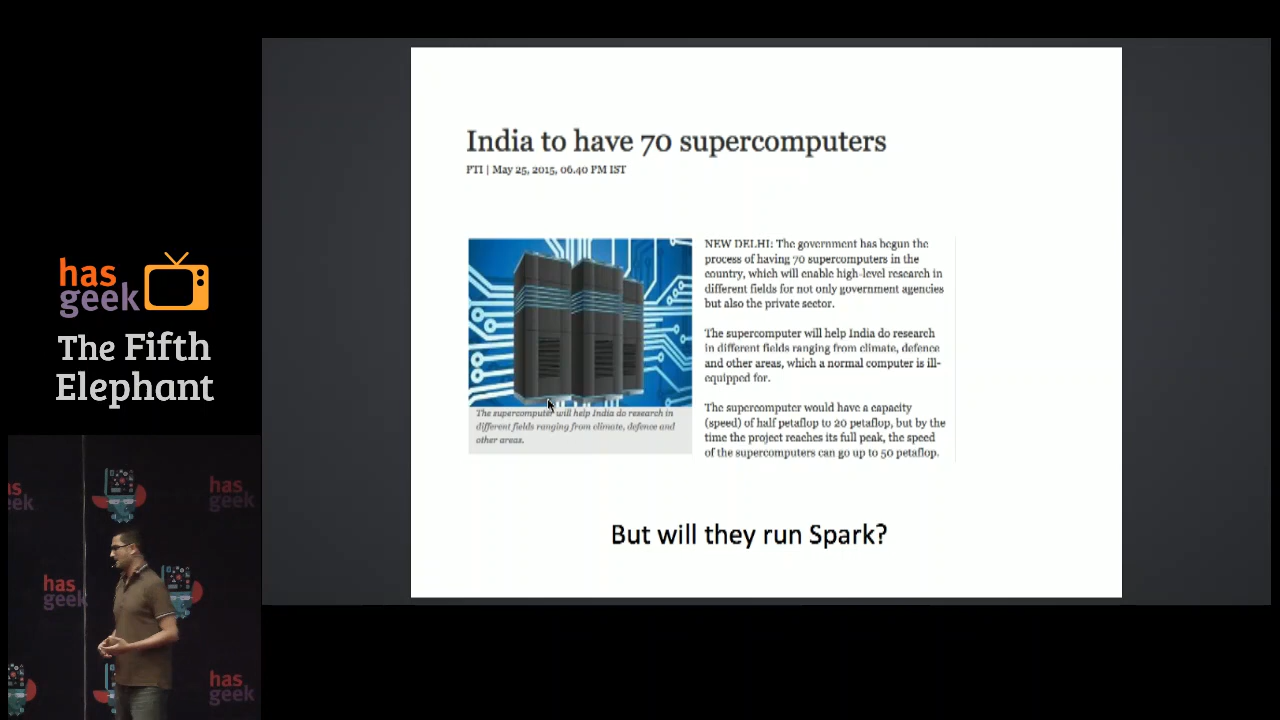 has
geek
The Fifth
Elephant
India to have 70 supercomputers
PTI | May 25, 2015, 06.40 PM IST
The supercomputer will help India do research in
different fields ranging from climate, defence and
other areas.
NEW DELHI: The government has begun the
process of having 70 supercomputers in the
country, which will enable high-level research in
different fields for not only government agencies
but also the private sector.
The supercomputer will help India do research
in different fields ranging from climate, defence
and other areas, which a normal computer is ill-
equipped for.
The supercomputer would have a capacity
(speed) of half petaflop to 20 petaflop, but by the
time the project reaches its full peak, the speed
of the supercomputers can go up to 50 petaflop.
But will they run Spark?
has
geek
has
geek
has
geek